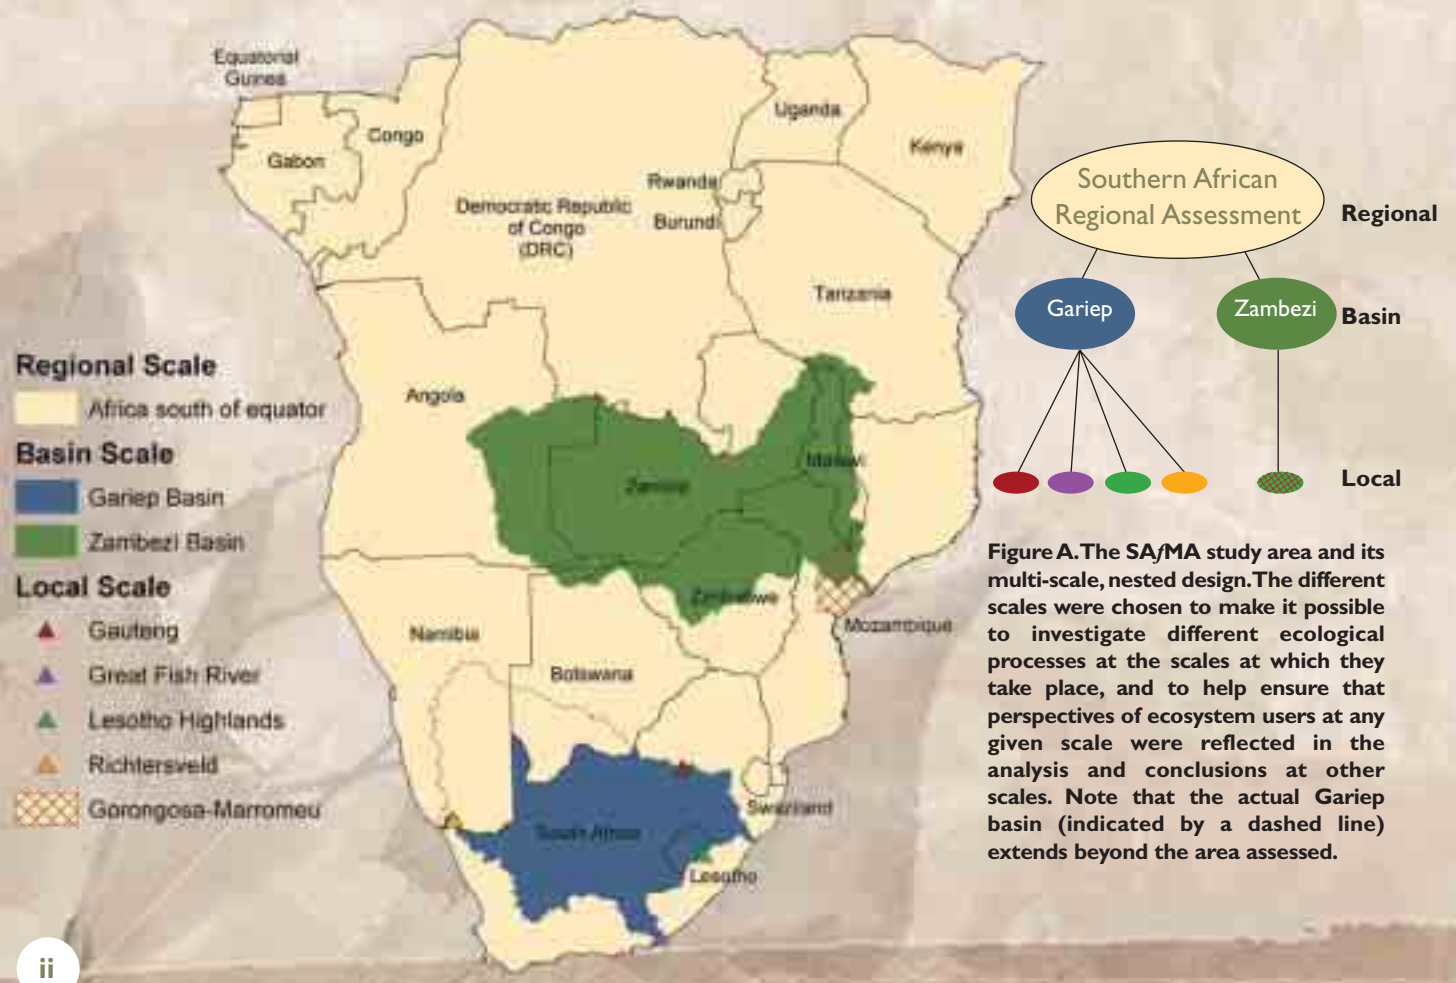 Equatorial
Guinea
Congo
Gabon
Uganda
Kenya
Rwanda
Burundi
Democratic Republic
of Congo
(DRC)
Tanzania
Angola
Malawi
Zambia
Zimbabwe
Mozambique
Namibia
Botswana
Swaziland
South Africa
Lesotho
Regional Scale
Africa south of equator
Basin Scale
Gariep Basin
Zambezi Basin
Local Scale
Gauteng
Great Fish River
Lesotho Highlands
Richtersveld
Gorongosa-Marromeu
Southern African
Regional Assessment
Regional
Gariep
Zambezi
Basin
Local
Figure A. The SAfMA study area and its
multi-scale, nested design. The different
scales were chosen to make it possible
to investigate different ecological
processes at the scales at which they
take place, and to help ensure that
perspectives of ecosystem users at any
given scale were reflected in the
analysis and conclusions at other
scales. Note that the actual Gariep
basin (indicated by a dashed line)
extends beyond the area assessed.
ii